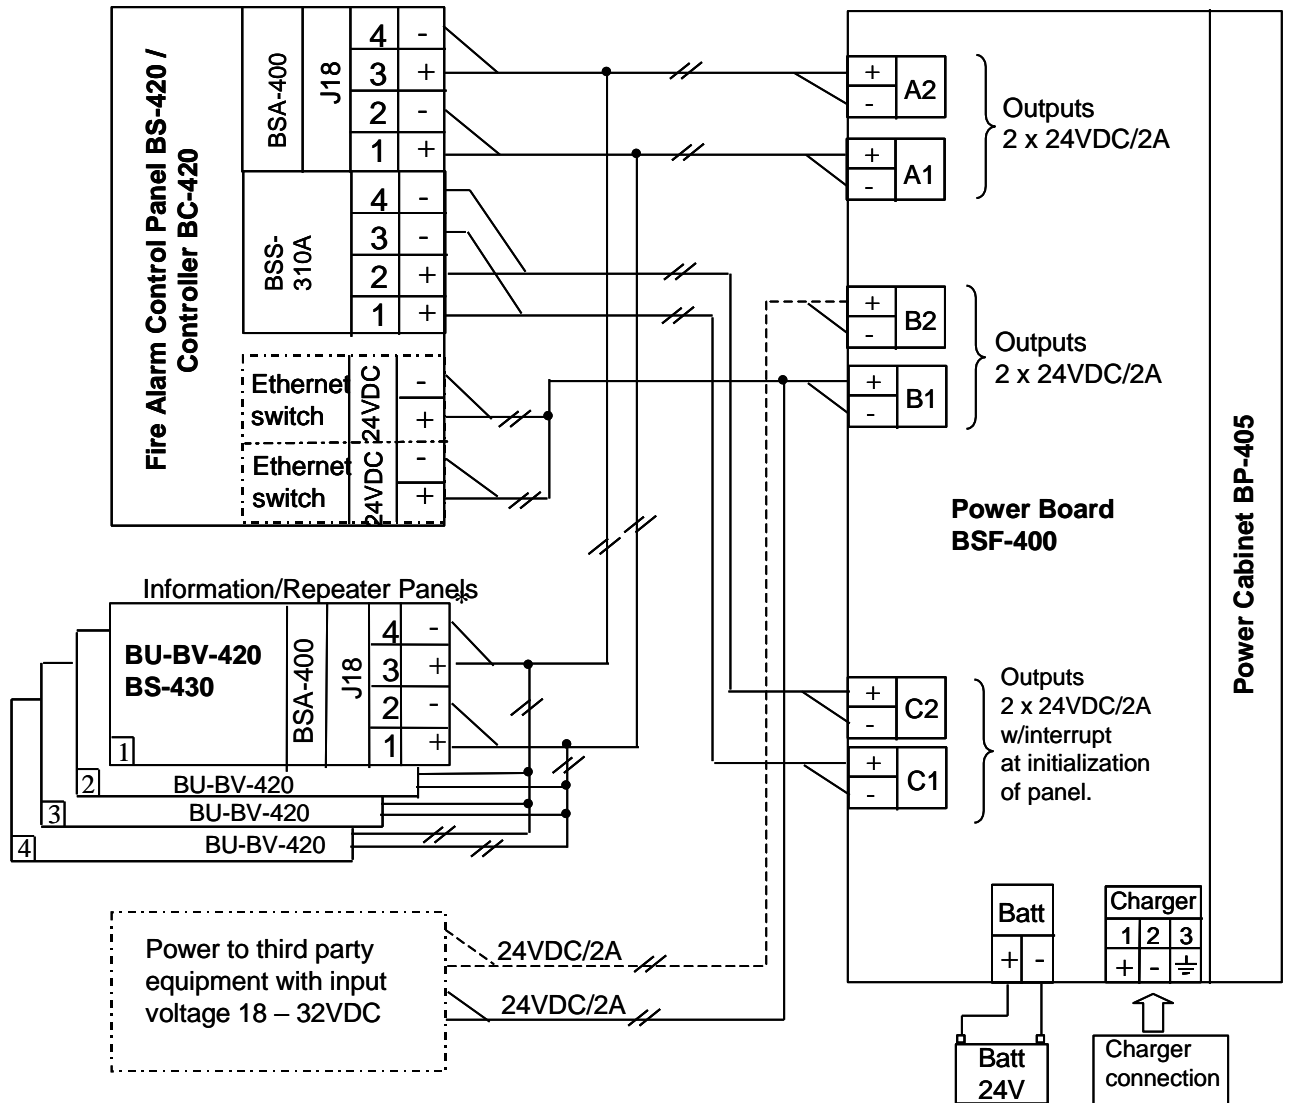 Fire Alarm Control Panel BS-420 /
Controller BC-420
BSA-400
J18
4 -
3 +
2 -
1 +
BSS-
310A
4 -
3 -
2 +
1 +
Ethernet
switch
24VDC
-
+
Ethernet
switch
24VDC
-
+
+
-
A2
+
-
A1
Outputs
2 x 24VDC/2A
+
-
B2
+
-
B1
Outputs
2 x 24VDC/2A
Power Board
BSF-400
Power Cabinet BP-405
+
-
C2
+
-
C1
Outputs
2 x 24VDC/2A
w/interrupt
at initialization
of panel.
Information/Repeater Panels
*
BU-BV-420
BS-430
BSA-400
J18
4 -
3 +
2 -
1 +
1
2
BU-BV-420
3
BU-BV-420
4
BU-BV-420
Power to third party
equipment with input
voltage 18 – 32VDC
24VDC/2A
24VDC/2A
Batt
+ -
Charger
1 2 3
+ -
Batt
24V
Charger
connection